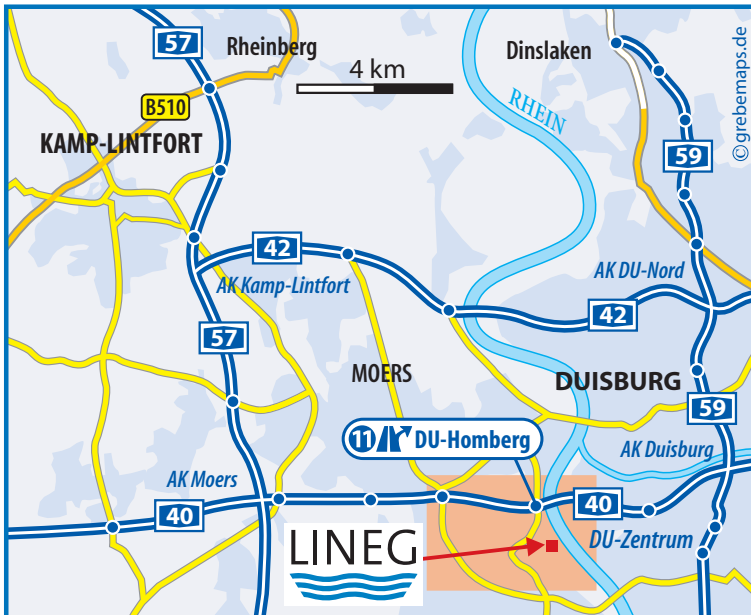 57
Rheinberg
Dinslaken
4 km
© grebemaps.de
B510
RHEIN
KAMP-LINTFORT
59
42
AK DU-Nord
AK Kamp-Lintfort
42
57
MOERS
DUISBURG
59
11 DU-Homberg
AK Duisburg
AK Moers
40
40
LINEG
DU-Zentrum